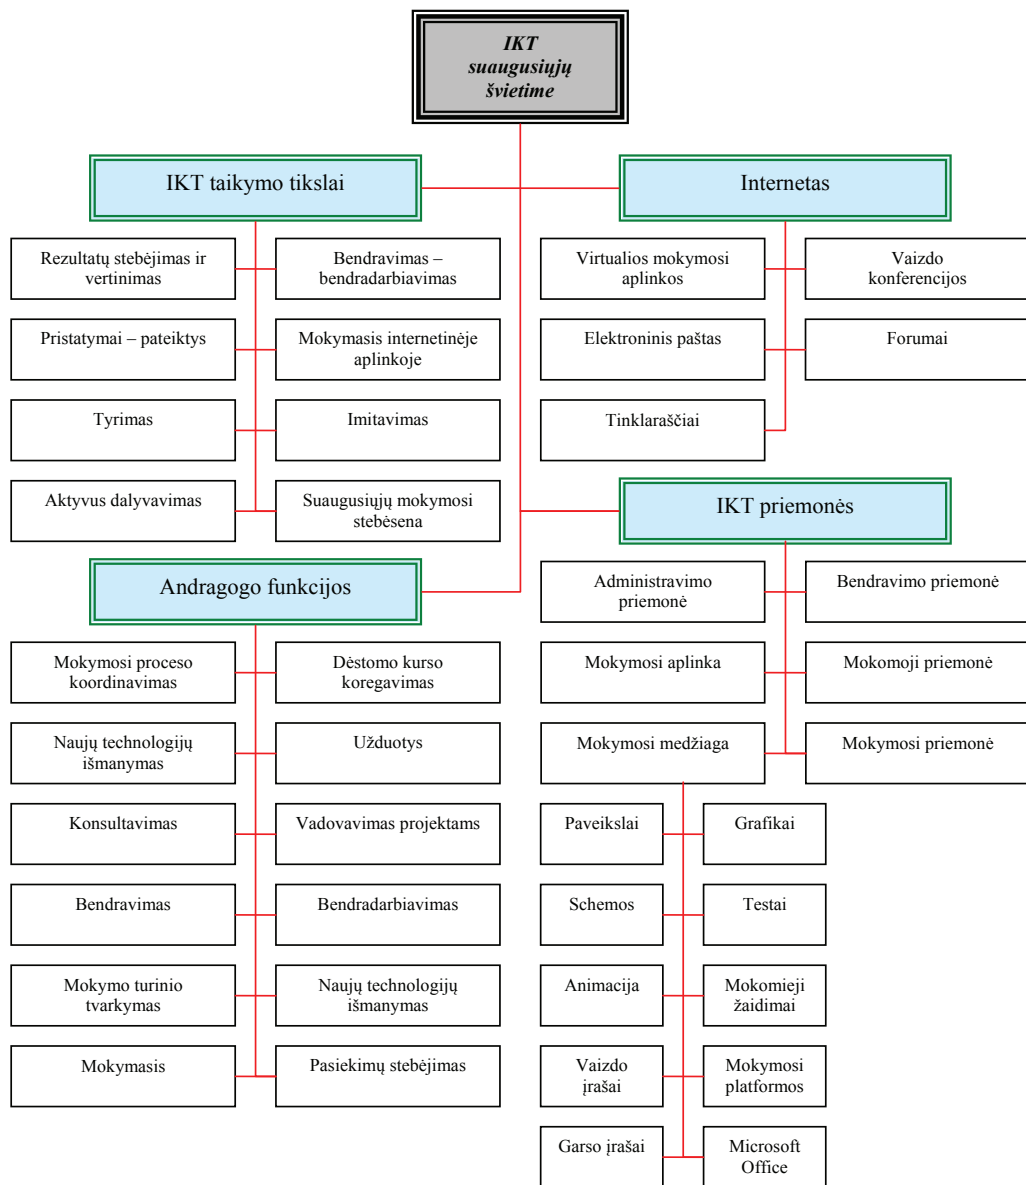 IKT
suaugusiųjų
švietime
IKT taikymo tikslai
Rezultatų stebėjimas ir
vertinimas
Bendravimas –
bendradarbiavimas
Pristatymai – pateiktys
Mokymasis internetinėje
aplinkoje
Tyrimas
Imitavimas
Aktyvus dalyvavimas
Suaugusiųjų mokymosi
stebėsena
Internetas
Virtualios mokymosi
aplinkos
Vaizdo
konferencijos
Elektroninis paštas
Forumai
Tinklaraščiai
Andragogo funkcijos
Mokymosi proceso
koordinavimas
Dėstomo kurso
koregavimas
Naujų technologijų
išmanymas
Užduotys
Konsultavimas
Vadovavimas projektams
Bendravimas
Bendradarbiavimas
Mokymo turinio
tvarkymas
Naujų technologijų
išmanymas
Mokymasis
Pasiekimų stebėjimas
IKT priemonės
Administravimo
priemonė
Bendravimo priemonė
Mokymosi aplinka
Mokomoji priemonė
Mokymosi medžiaga
Mokymosi priemonė
Paveikslai
Grafikai
Schemos
Testai
Animacija
Mokomieji
žaidimai
Vaizdo
įrašai
Mokymosi
platformos
Garso įrašai
Microsoft
Office